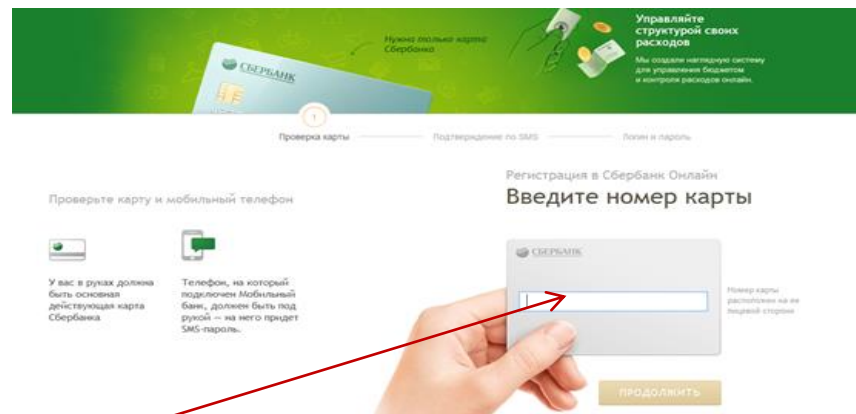 Нужна только карта
Сбербанка
Управляйте
структурой своих
расходов
Мы создали наглядную систему
для управления бюджетом
и контроля расходов онлайн.
СБЕРБАНК
1
Проверка карты
Подтверждение по SMS
Логин и пароль
Проверьте карту и мобильный телефон
У вас в руках должна
быть основная
действующая карта
Сбербанка
Телефон, на который
подключен Мобильный
банк, должен быть под
рукой — на него придет
SMS-пароль.
Регистрация в Сбербанк Онлайн
Введите номер карты
СБЕРБАНК
Номер карты
расположен на ее
лицевой стороне
ПРОДОЛЖИТЬ